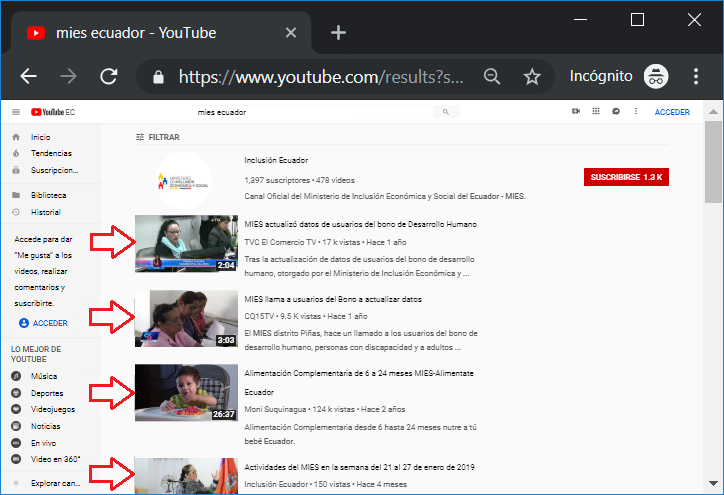 mies ecuador - YouTube
https://www.youtube.com/results?s...
Incógnito
YouTube EC
mies ecuador
ACCEDER
Inicio
Tendencias
Suscripcion...
Biblioteca
Historial
Accede para dar
"Me gusta" a los
videos, realizar
comentarios y
suscribirte.
ACCEDER
LO MEJOR DE
YOUTUBE
Música
Deportes
Videojuegos
Noticias
En vivo
Video en 360°
Explorar can...
FILTRAR
MINISTERIO
DE INCLUSIÓN
ECONÓMICA Y SOCIAL
Inclusión Ecuador
1,397 suscriptores • 478 videos
Canal Oficial del Ministerio de Inclusión Económica y Social del Ecuador - MIES.
SUSCRIBIRSE 1.3 K
2:04
MIES actualizó datos de usuarios del bono de Desarrollo Humano
TVC El Comercio TV • 17 k vistas • Hace 1 año
Tras la actualización de datos de usuarios del bono de desarrollo
humano, otorgado por el Ministerio de Inclusión Económica y ...
3:03
MIES llama a usuarios del Bono a actualizar datos
CQ15TV • 9.5 K vistas • Hace 1 año
El MIES distrito Piñas, hace un llamado a los usuarios del bono de
desarrollo humano, personas con discapacidad y a adultos ...
26:37
Alimentación Complementaria de 6 a 24 meses MIES-Alimentate
Ecuador
Moni Suquinagua • 124 k vistas • Hace 2 años
Alimentación Complementaria desde 6 hasta 24 meses nutre a tú
bebé Ecuador.
Actividades del MIES en la semana del 21 al 27 de enero de 2019
Inclusión Ecuador • 150 vistas • Hace 4 meses